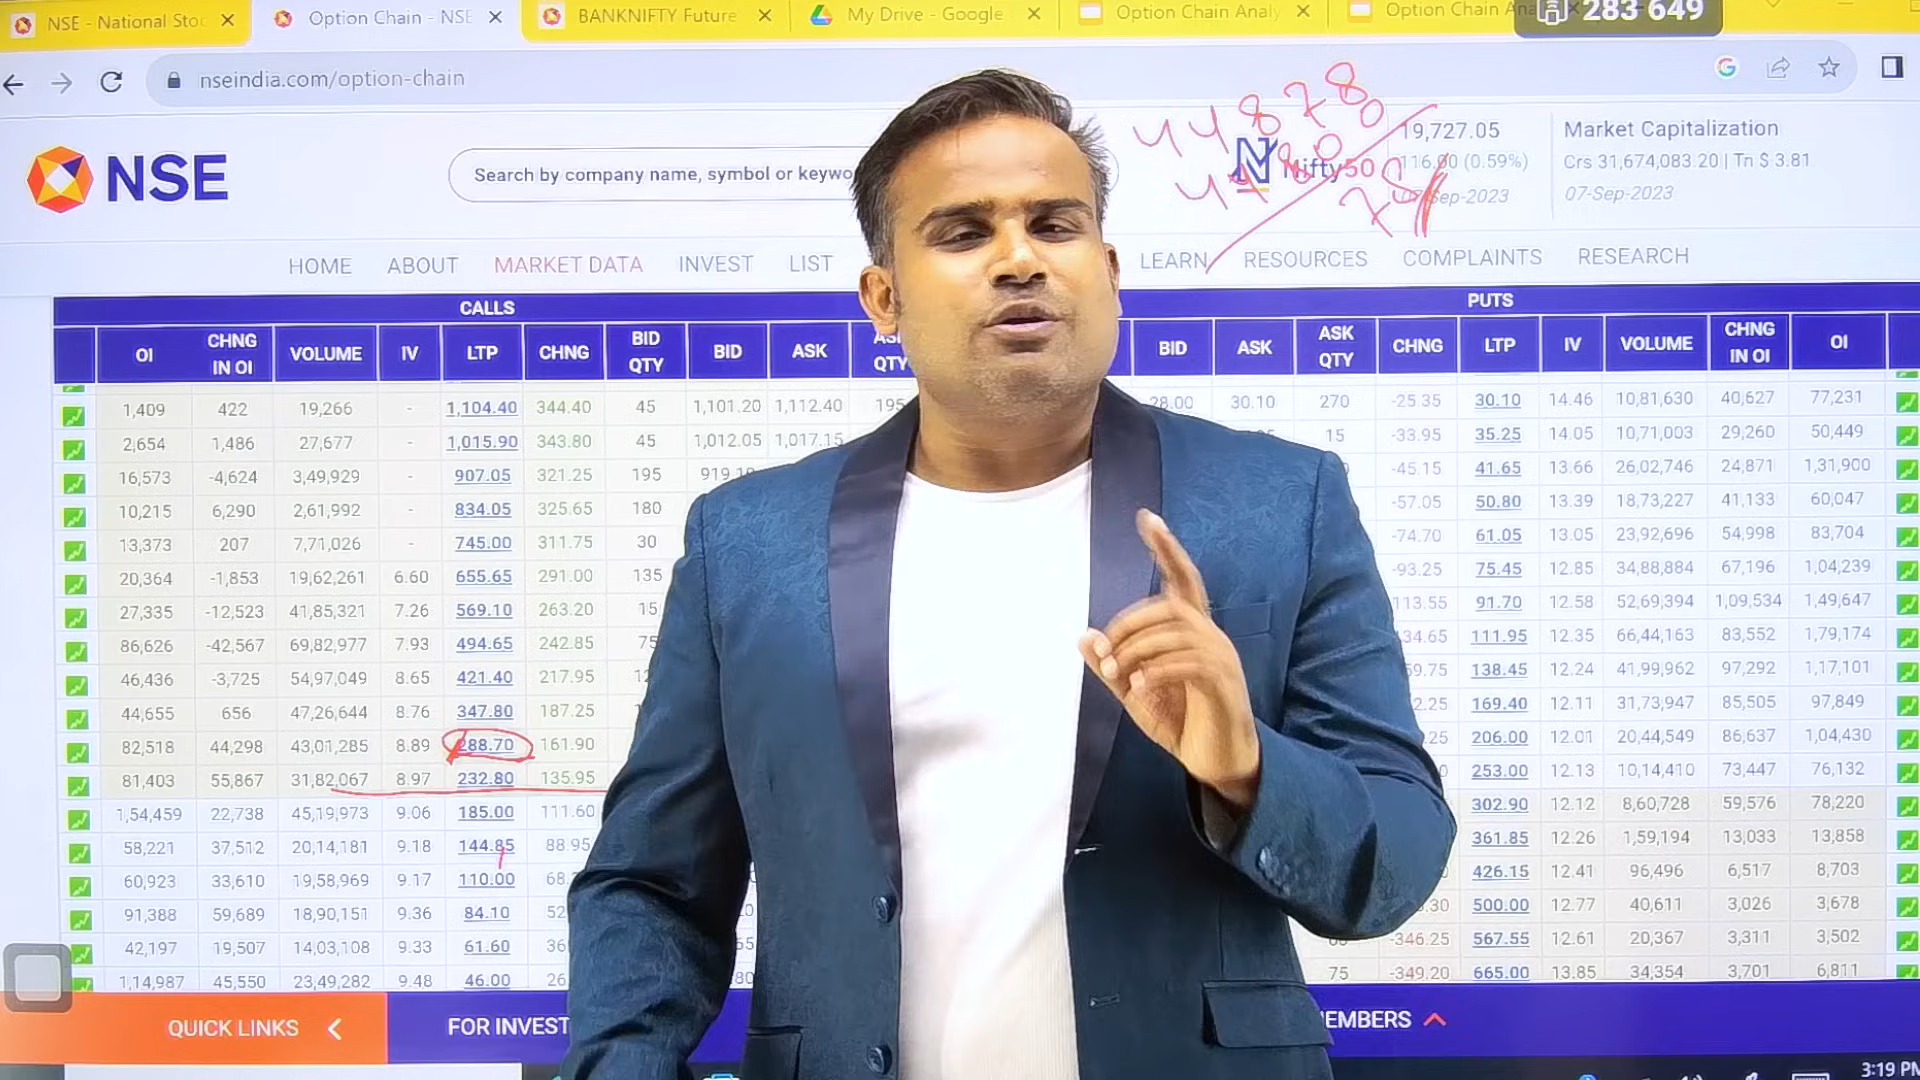 NSE - National Stoc
Option Chain - NSE
BANKNIFTY Future
My Drive - Google
Option Chain Analy
Option Chain Ana
283 649
nseindia.com/option-chain
44878
NSE
Search by company name, symbol or keywo
Nifty50
19,727.05
116.00 (0.59%)
07-Sep-2023
Market Capitalization
Crs 31,674,083.20 | Tn $ 3.81
07-Sep-2023
HOME ABOUT MARKET DATA INVEST LIST LEARN RESOURCES COMPLAINTS RESEARCH
CALLS PUTS
OI CHNG IN OI VOLUME IV LTP CHNG BID QTY BID ASK QTY BID ASK ASK QTY CHNG LTP IV VOLUME CHNG IN OI OI
1,409 422 19,266 - 1,104.40 344.40 45 1,101.20 1,112.40 195 28.00 30.10 270 -25.35 30.10 14.46 10,81,630 40,627 77,231
2,654 1,486 27,677 - 1,015.90 343.80 45 1,012.05 1,017.15 15 -33.95 35.25 14.05 10,71,003 29,260 50,449
16,573 -4,624 3,49,929 - 907.05 321.25 195 -45.15 41.65 13.66 26,02,746 24,871 1,31,900
10,215 6,290 2,61,992 - 834.05 325.65 180 -57.05 50.80 13.39 18,73,227 41,133 60,047
13,373 207 7,71,026 - 745.00 311.75 30 -74.70 61.05 13.05 23,92,696 54,998 83,704
20,364 -1,853 19,62,261 6.60 655.65 291.00 135 -93.25 75.45 12.85 34,88,884 67,196 1,04,239
27,335 -12,523 41,85,321 7.26 569.10 263.20 15 113.55 91.70 12.58 52,69,394 1,09,534 1,49,647
86,626 -42,567 69,82,977 7.93 494.65 242.85 75 34.65 111.95 12.35 66,44,163 83,552 1,79,174
46,436 -3,725 54,97,049 8.65 421.40 217.95 9.75 138.45 12.24 41,99,962 97,292 1,17,101
44,655 656 47,26,644 8.76 347.80 187.25 2.25 169.40 12.11 31,73,947 85,505 97,849
82,518 44,298 43,01,285 8.89 288.70 161.90 25 206.00 12.01 20,44,549 86,637 1,04,430
81,403 55,867 31,82,067 8.97 232.80 135.95 253.00 12.13 10,14,410 73,447 76,132
1,54,459 22,738 45,19,973 9.06 185.00 111.60 302.90 12.12 8,60,728 59,576 78,220
58,221 37,512 20,14,181 9.18 144.85 88.95 361.85 12.26 1,59,194 13,033 13,858
60,923 33,610 19,58,969 9.17 110.00 68. 426.15 12.41 96,496 6,517 8,703
91,388 59,689 18,90,151 9.36 84.10 52 .30 500.00 12.77 40,611 3,026 3,678
42,197 19,507 14,03,108 9.33 61.60 36 65 -346.25 567.55 12.61 20,367 3,311 3,502
1,14,987 45,550 23,49,282 9.48 46.00 26 80 75 -349.20 665.00 13.85 34,354 3,701 6,811
QUICK LINKS FOR INVEST EMBERS
3:19 PM